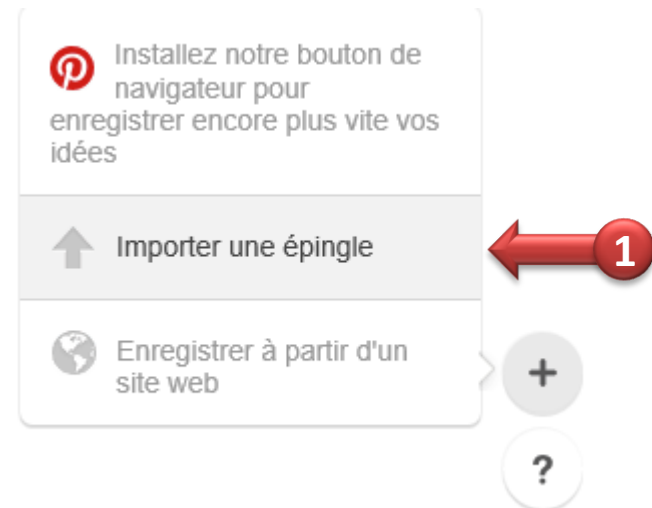 Installez notre bouton de
navigateur pour
enregistrer encore plus vite vos
idées
Importer une épingle
1
Enregistrer à partir d'un
site web
+
?